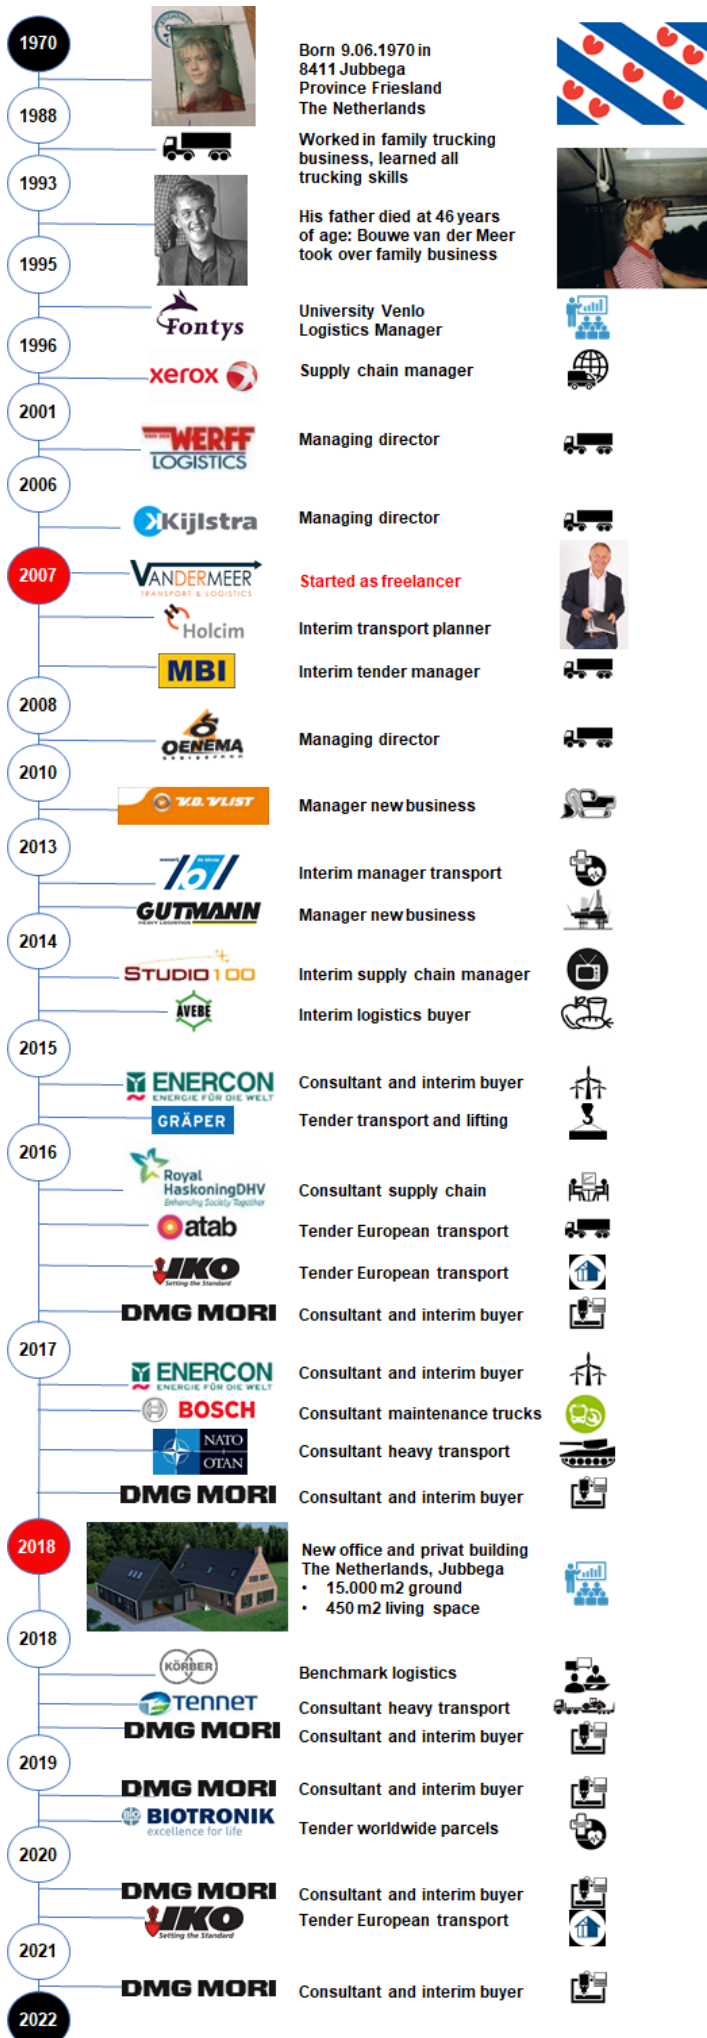 1970
Born 9.06.1970 in
8411 Jubbega
Province Friesland
The Netherlands
1988
Worked in family trucking
business, learned all
trucking skills
1993
His father died at 46 years
of age: Bouwe van der Meer
took over family business
1995
Fontys
University Venlo
Logistics Manager
1996
xerox
Supply chain manager
2001
VAN DER
WERFF
LOGISTICS
Managing director
2006
Kijlstra
Managing director
2007
VANDERMEER
TRANSPORT & LOGISTICS
Started as freelancer
Holcim
Interim transport planner
MBI
Interim tender manager
2008
OENEMA
Managing director
2010
V.D. VLIST
Manager new business
2013
Interim manager transport
GUTMANN
HEAVY LOGISTICS
Manager new business
2014
STUDIO 100
Interim supply chain manager
AVEBE
Interim logistics buyer
2015
ENERCON
ENERGIE FÜR DIE WELT
Consultant and interim buyer
GRÄPER
Tender transport and lifting
2016
Royal
HaskoningDHV
Enhancing Society Together
Consultant supply chain
atab
Tender European transport
IKO
Setting the Standard
Tender European transport
DMG MORI
Consultant and interim buyer
2017
ENERCON
ENERGIE FÜR DIE WELT
Consultant and interim buyer
BOSCH
Consultant maintenance trucks
NATO
OTAN
Consultant heavy transport
DMG MORI
Consultant and interim buyer
2018
New office and privat building
The Netherlands, Jubbega
• 15.000 m2 ground
• 450 m2 living space
2018
KÖRBER
Benchmark logistics
TENNET
Consultant heavy transport
DMG MORI
Consultant and interim buyer
2019
DMG MORI
Consultant and interim buyer
BIO
BIOTRONIK
excellence for life
Tender worldwide parcels
2020
DMG MORI
Consultant and interim buyer
IKO
Setting the Standard
Tender European transport
2021
DMG MORI
Consultant and interim buyer
2022